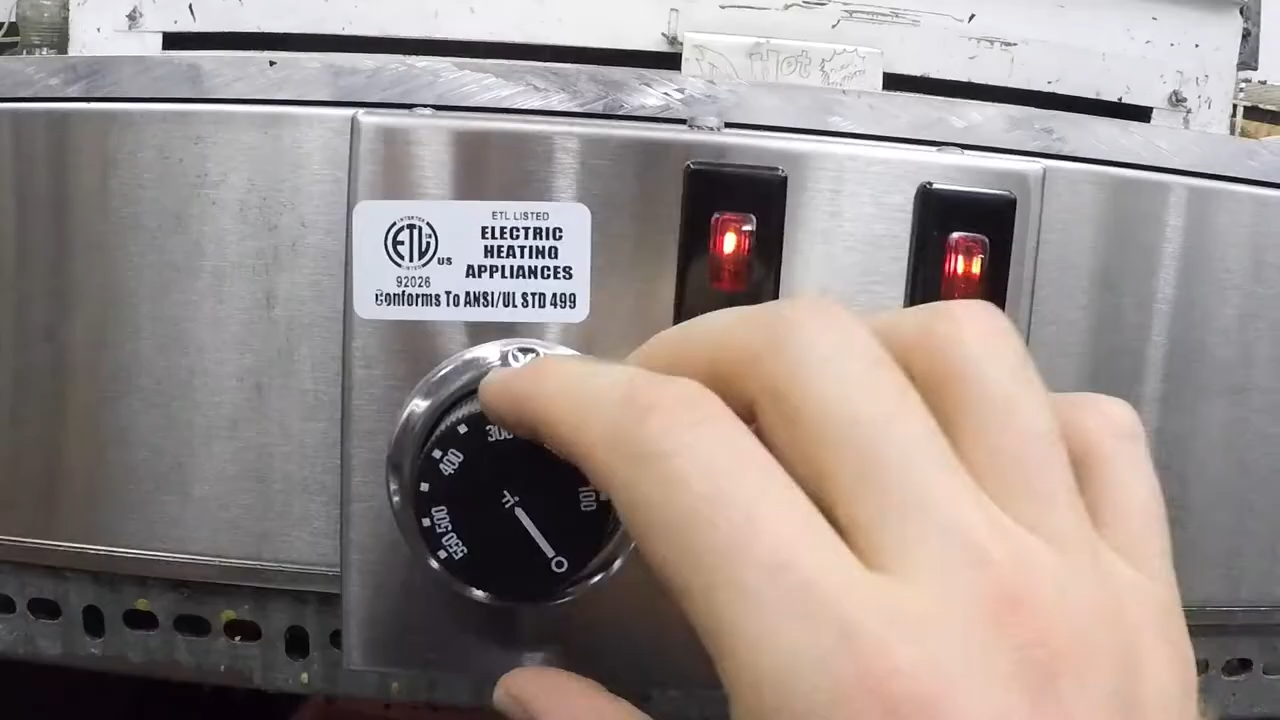 Hot
INTERTEK
ETL
LISTED
US
92026
ETL LISTED
ELECTRIC
HEATING
APPLIANCES
Conforms To ANSI/UL STD 499
300
400
500
550
100
°F